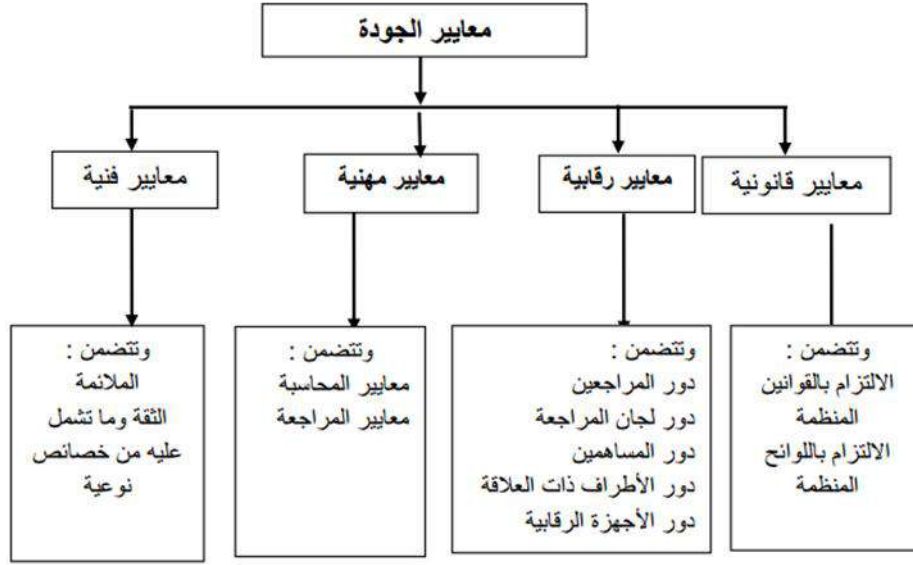 معايير الجودة
معايير قانونية
معايير رقابية
معايير مهنية
معايير فنية
وتتضمن :
الالتزام بالقوانين
المنظمة
الالتزام باللوائح
المنظمة
وتتضمن :
دور المراجعين
دور لجان المراجعة
دور المساهمين
دور الأطراف ذات العلاقة
دور الأجهزة الرقابية
وتتضمن :
معايير المحاسبة
معايير المراجعة
وتتضمن :
الملائمة
الثقة وما تشمل
عليه من خصائص
نوعية